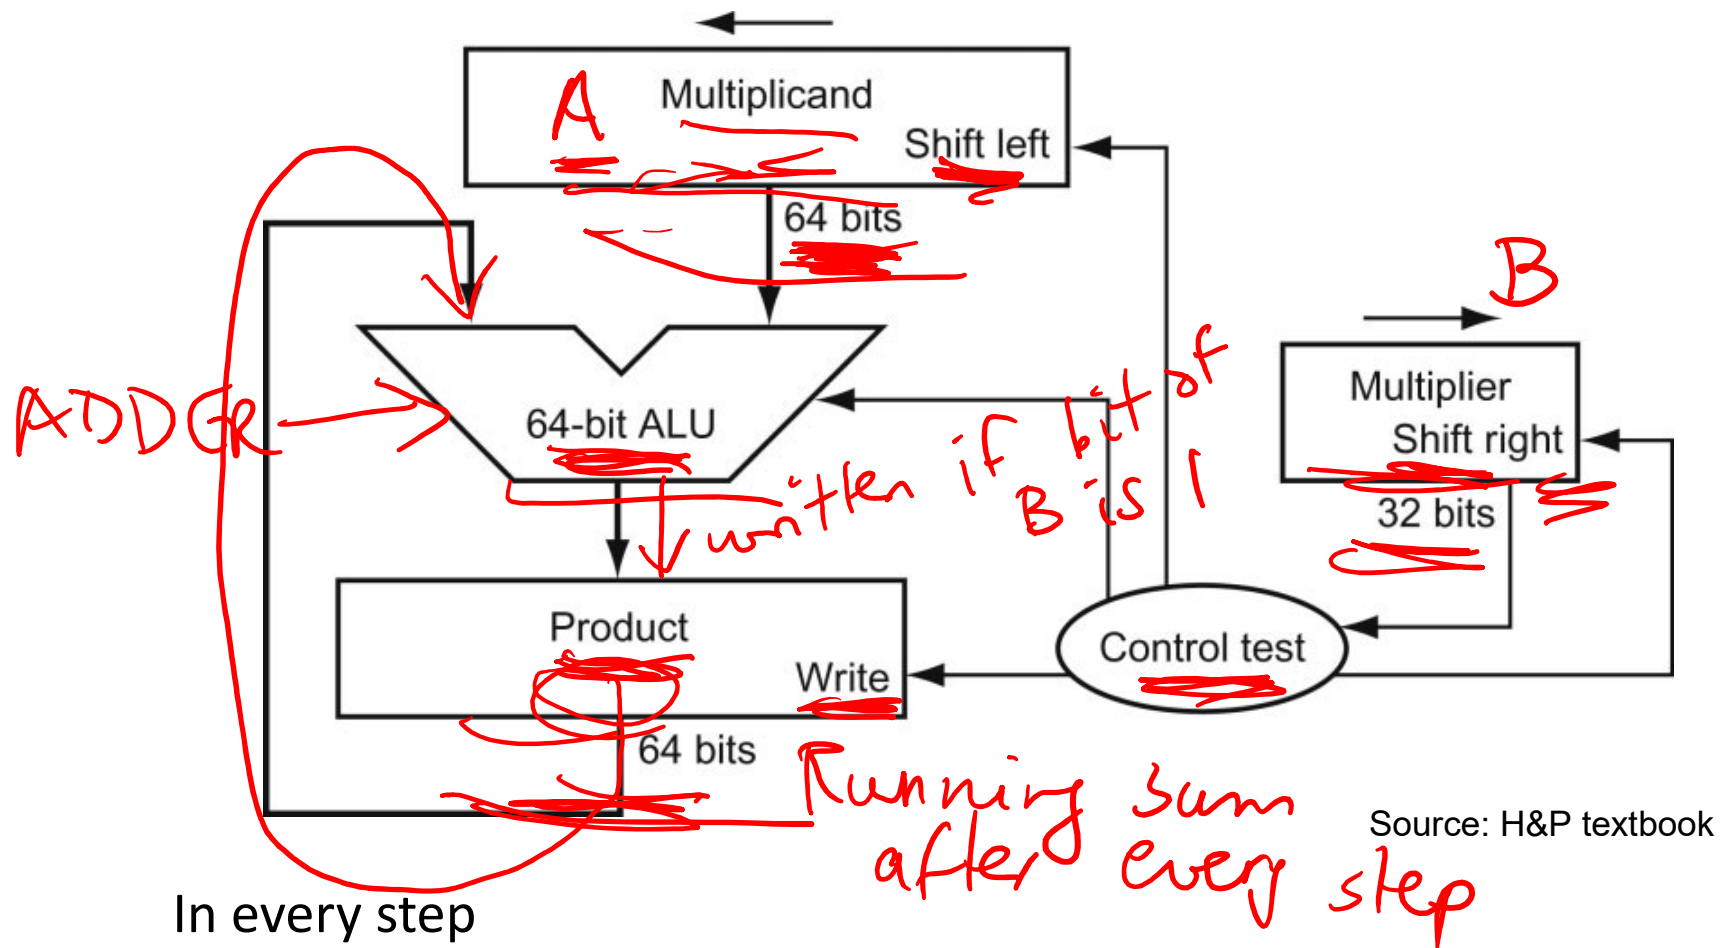 A
Multiplicand
Shift left
64 bits
B
Multiplier
Shift right
32 bits
ADDER
64-bit ALU
written if bit of
B is 1
Product
Write
Control test
64 bits
Running sum
after every step
Source: H&P textbook
In every step